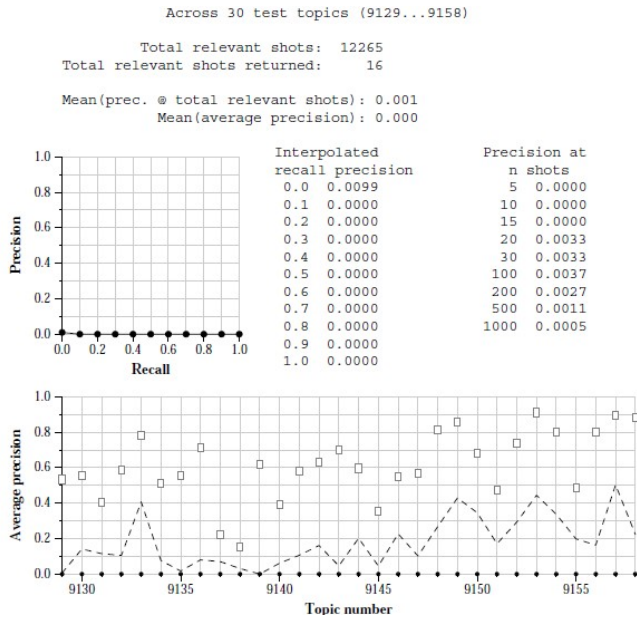 Across 30 test topics (9129...9158)
Total relevant shots: 12265
Total relevant shots returned: 16
Mean(prec. @ total relevant shots): 0.001
Mean(average precision): 0.000
Precision
1.0
0.8
0.6
0.4
0.2
0.0
0.0 0.2 0.4 0.6 0.8 1.0
Recall
Interpolated
recall precision
0.0 0.0099
0.1 0.0000
0.2 0.0000
0.3 0.0000
0.4 0.0000
0.5 0.0000
0.6 0.0000
0.7 0.0000
0.8 0.0000
0.9 0.0000
1.0 0.0000
Precision at
n shots
5 0.0000
10 0.0000
15 0.0000
20 0.0033
30 0.0033
100 0.0037
200 0.0027
500 0.0011
1000 0.0005
Average precision
1.0
0.8
0.6
0.4
0.2
0.0
9130 9135 9140 9145 9150 9155
Topic number